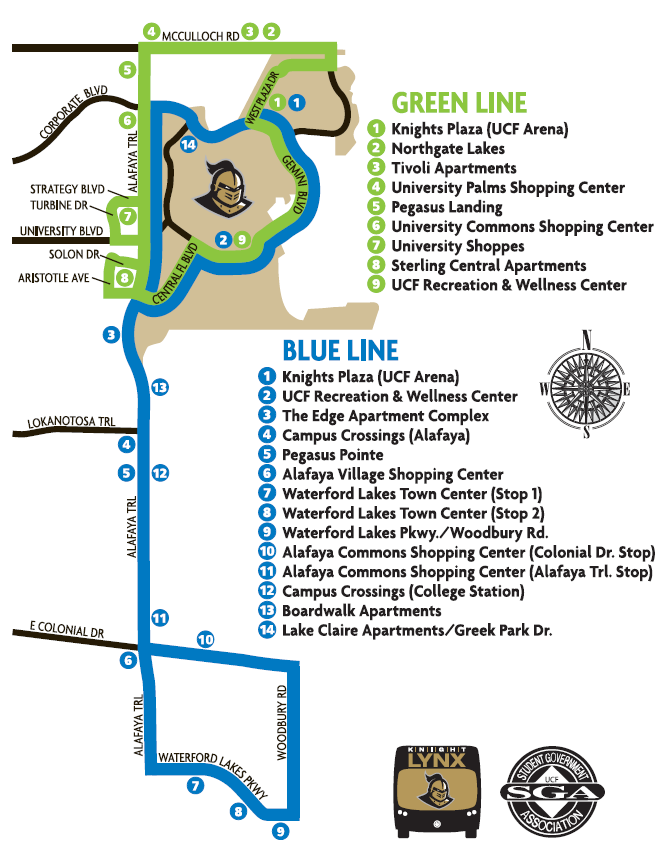 4 MCCULLOCH RD 3 2
5
CORPORATE BLVD
6
ALAFAYA TRL
WEST PLAZA DR
1 1
14
GEMINI BLVD
STRATEGY BLVD
TURBINE DR
7
UNIVERSITY BLVD
2 9
SOLON DR
ARISTOTLE AVE
8
CENTRAL FL BLVD
3
13
LOKANOTOSA TRL
4
5 12
ALAFAYA TRL
11
E COLONIAL DR
10
6
ALAFAYA TRL
WOODBURY RD
WATERFORD LAKES PKWY
7
8
9
GREEN LINE
1 Knights Plaza (UCF Arena)
2 Northgate Lakes
3 Tivoli Apartments
4 University Palms Shopping Center
5 Pegasus Landing
6 University Commons Shopping Center
7 University Shoppes
8 Sterling Central Apartments
9 UCF Recreation & Wellness Center
BLUE LINE
1 Knights Plaza (UCF Arena)
2 UCF Recreation & Wellness Center
3 The Edge Apartment Complex
4 Campus Crossings (Alafaya)
5 Pegasus Pointe
6 Alafaya Village Shopping Center
7 Waterford Lakes Town Center (Stop 1)
8 Waterford Lakes Town Center (Stop 2)
9 Waterford Lakes Pkwy./Woodbury Rd.
10 Alafaya Commons Shopping Center (Colonial Dr. Stop)
11 Alafaya Commons Shopping Center (Alafaya Trl. Stop)
12 Campus Crossings (College Station)
13 Boardwalk Apartments
14 Lake Claire Apartments/Greek Park Dr.
N
W E
S
KNIGHT
LYNX
STUDENT GOVERNMENT
UCF
SGA
ASSOCIATION